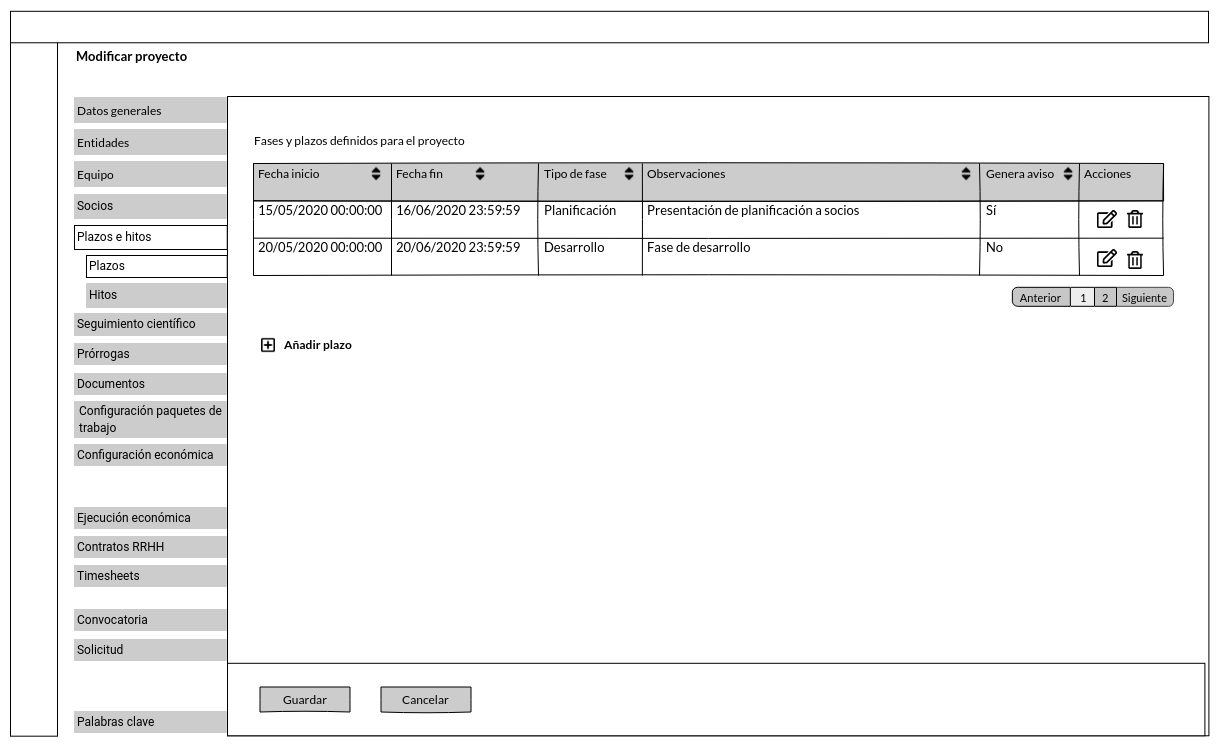 Modificar proyecto
Datos generales
Entidades
Equipo
Socios
Plazos e hitos
Plazos
Hitos
Seguimiento científico
Prórrogas
Documentos
Configuración paquetes de
trabajo
Configuración económica
Ejecución económica
Contratos RRHH
Timesheets
Convocatoria
Solicitud
Palabras clave
Fases y plazos definidos para el proyecto
Fecha inicio Fecha fin Tipo de fase Observaciones Genera aviso Acciones
15/05/2020 00:00:00 16/06/2020 23:59:59 Planificación Presentación de planificación a socios Sí
20/05/2020 00:00:00 20/06/2020 23:59:59 Desarrollo Fase de desarrollo No
Anterior 1 2 Siguiente
Añadir plazo
Guardar Cancelar